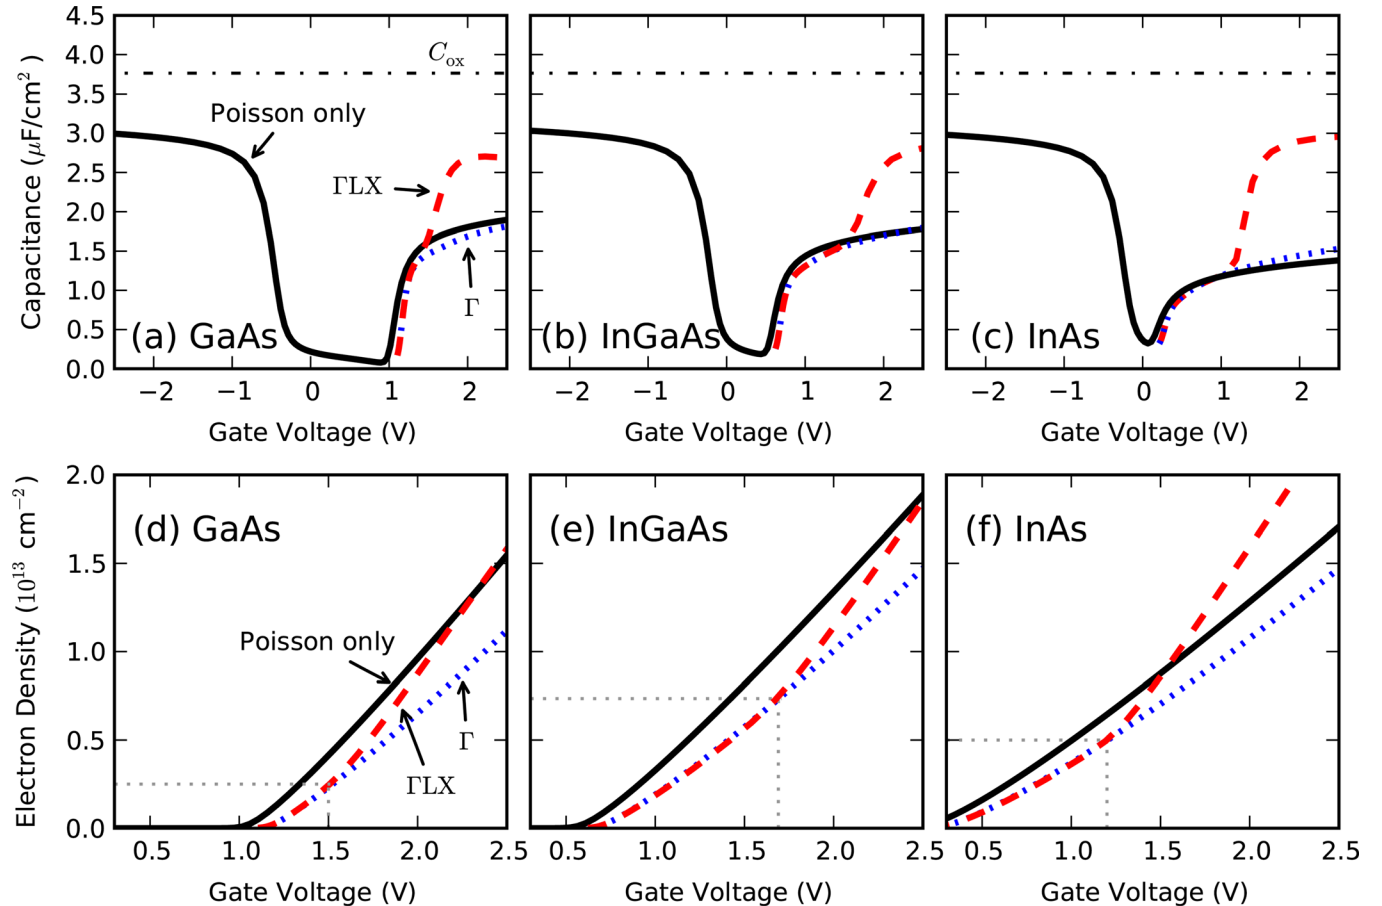 4.5
4.0
3.5
3.0
2.5
2.0
1.5
1.0
0.5
0.0
Capacitance (μF/cm²)
C_ox
Poisson only
ΓLX
Γ
(a) GaAs
(b) InGaAs
(c) InAs
−2 −1 0 1 2
−2 −1 0 1 2
−2 −1 0 1 2
Gate Voltage (V)
Gate Voltage (V)
Gate Voltage (V)
2.0
1.5
1.0
0.5
0.0
Electron Density (10¹³ cm⁻²)
(d) GaAs
(e) InGaAs
(f) InAs
Poisson only
Γ
ΓLX
0.5 1.0 1.5 2.0 2.5
0.5 1.0 1.5 2.0 2.5
0.5 1.0 1.5 2.0 2.5
Gate Voltage (V)
Gate Voltage (V)
Gate Voltage (V)